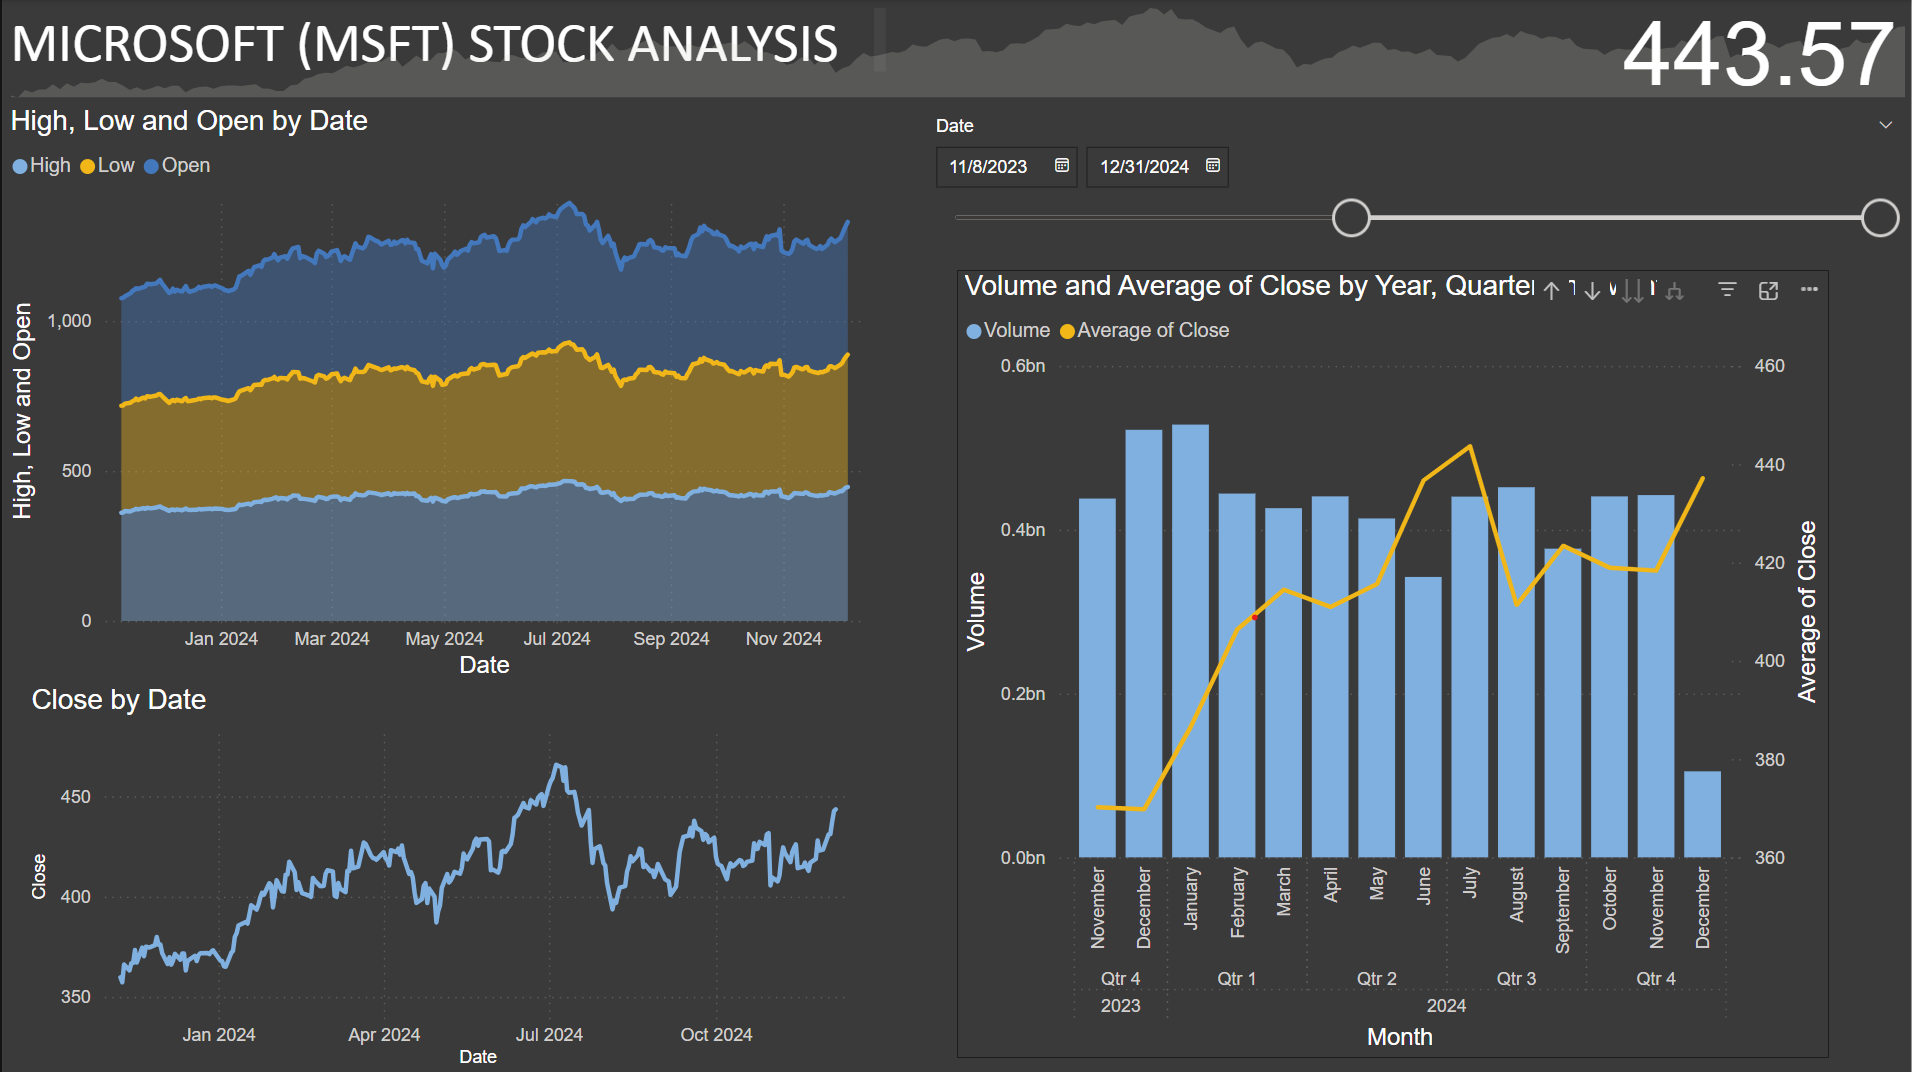 MICROSOFT (MSFT) STOCK ANALYSIS
443.57
High, Low and Open by Date
High Low Open
High, Low and Open
1,000
500
0
Jan 2024 Mar 2024 May 2024 Jul 2024 Sep 2024 Nov 2024
Date
Close by Date
Close
450
400
350
Jan 2024 Apr 2024 Jul 2024 Oct 2024
Date
Date
11/8/2023 12/31/2024
Volume and Average of Close by Year, Quarter
Volume Average of Close
Volume
0.6bn
0.4bn
0.2bn
0.0bn
460
440
420
400
380
360
Average of Close
November December January February March April May June July August September October November December
Qtr 4 Qtr 1 Qtr 2 Qtr 3 Qtr 4
2023 2024
Month